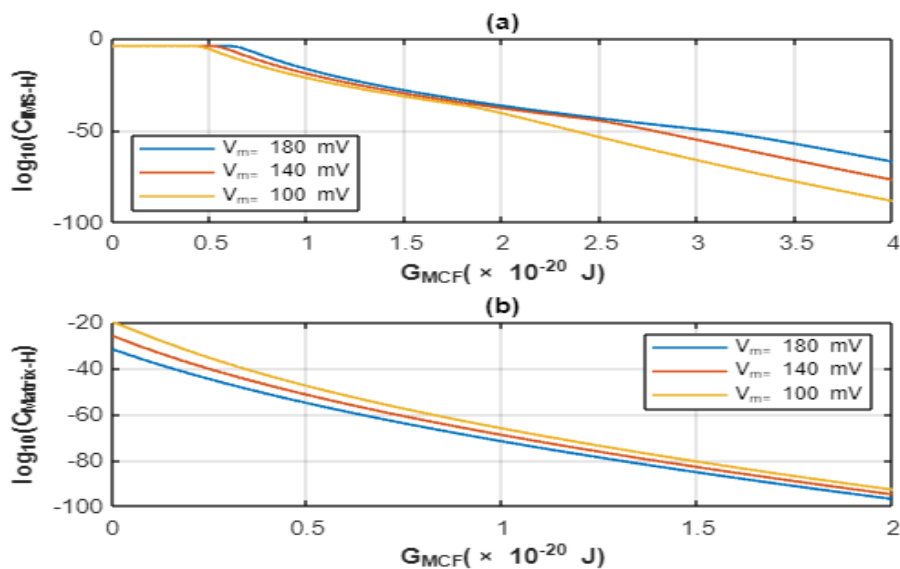 (a)
log10(CIMS-H)
0
-50
-100
Vm= 180 mV
Vm= 140 mV
Vm= 100 mV
0 0.5 1 1.5 2 2.5 3 3.5 4
GMCF( × 10-20 J)
(b)
log10(CMatrix-H)
-20
-40
-60
-80
-100
Vm= 180 mV
Vm= 140 mV
Vm= 100 mV
0 0.5 1 1.5 2
GMCF( × 10-20 J)